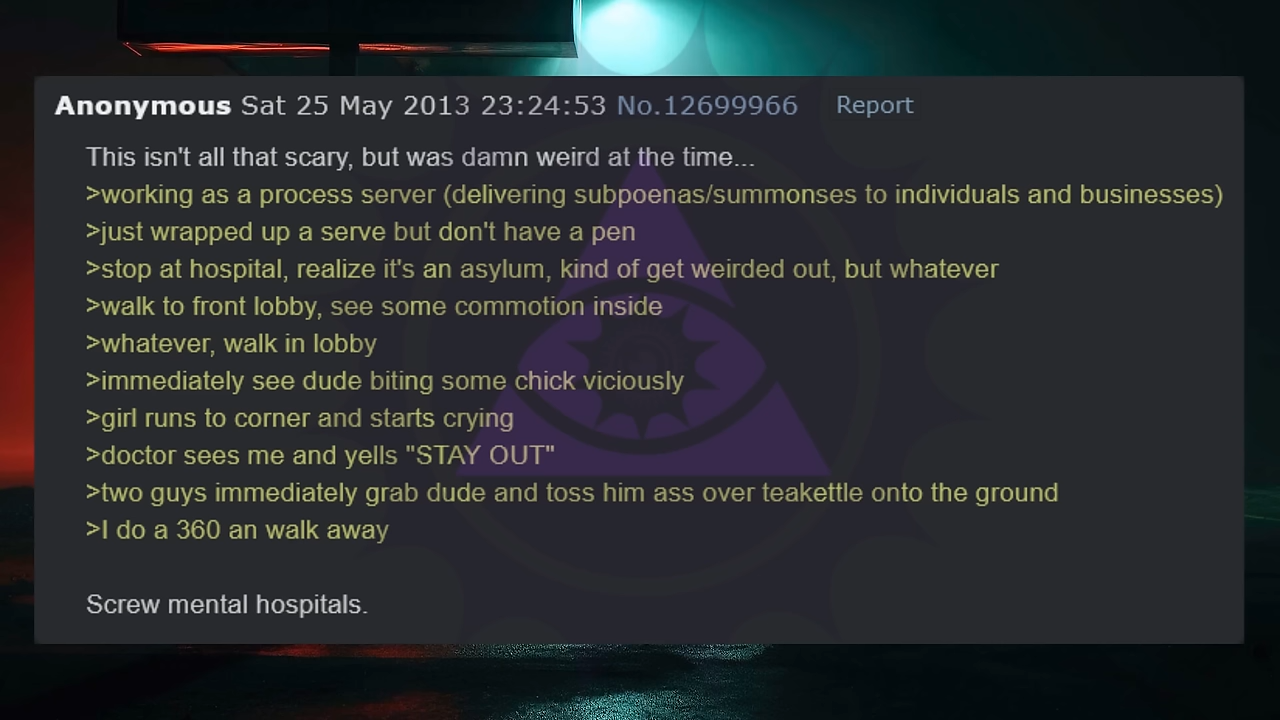 Anonymous Sat 25 May 2013 23:24:53 No.12699966 Report
This isn't all that scary, but was damn weird at the time...
>working as a process server (delivering subpoenas/summonses to individuals and businesses)
>just wrapped up a serve but don't have a pen
>stop at hospital, realize it's an asylum, kind of get weirded out, but whatever
>walk to front lobby, see some commotion inside
>whatever, walk in lobby
>immediately see dude biting some chick viciously
>girl runs to corner and starts crying
>doctor sees me and yells "STAY OUT"
>two guys immediately grab dude and toss him ass over teakettle onto the ground
>I do a 360 an walk away
Screw mental hospitals.